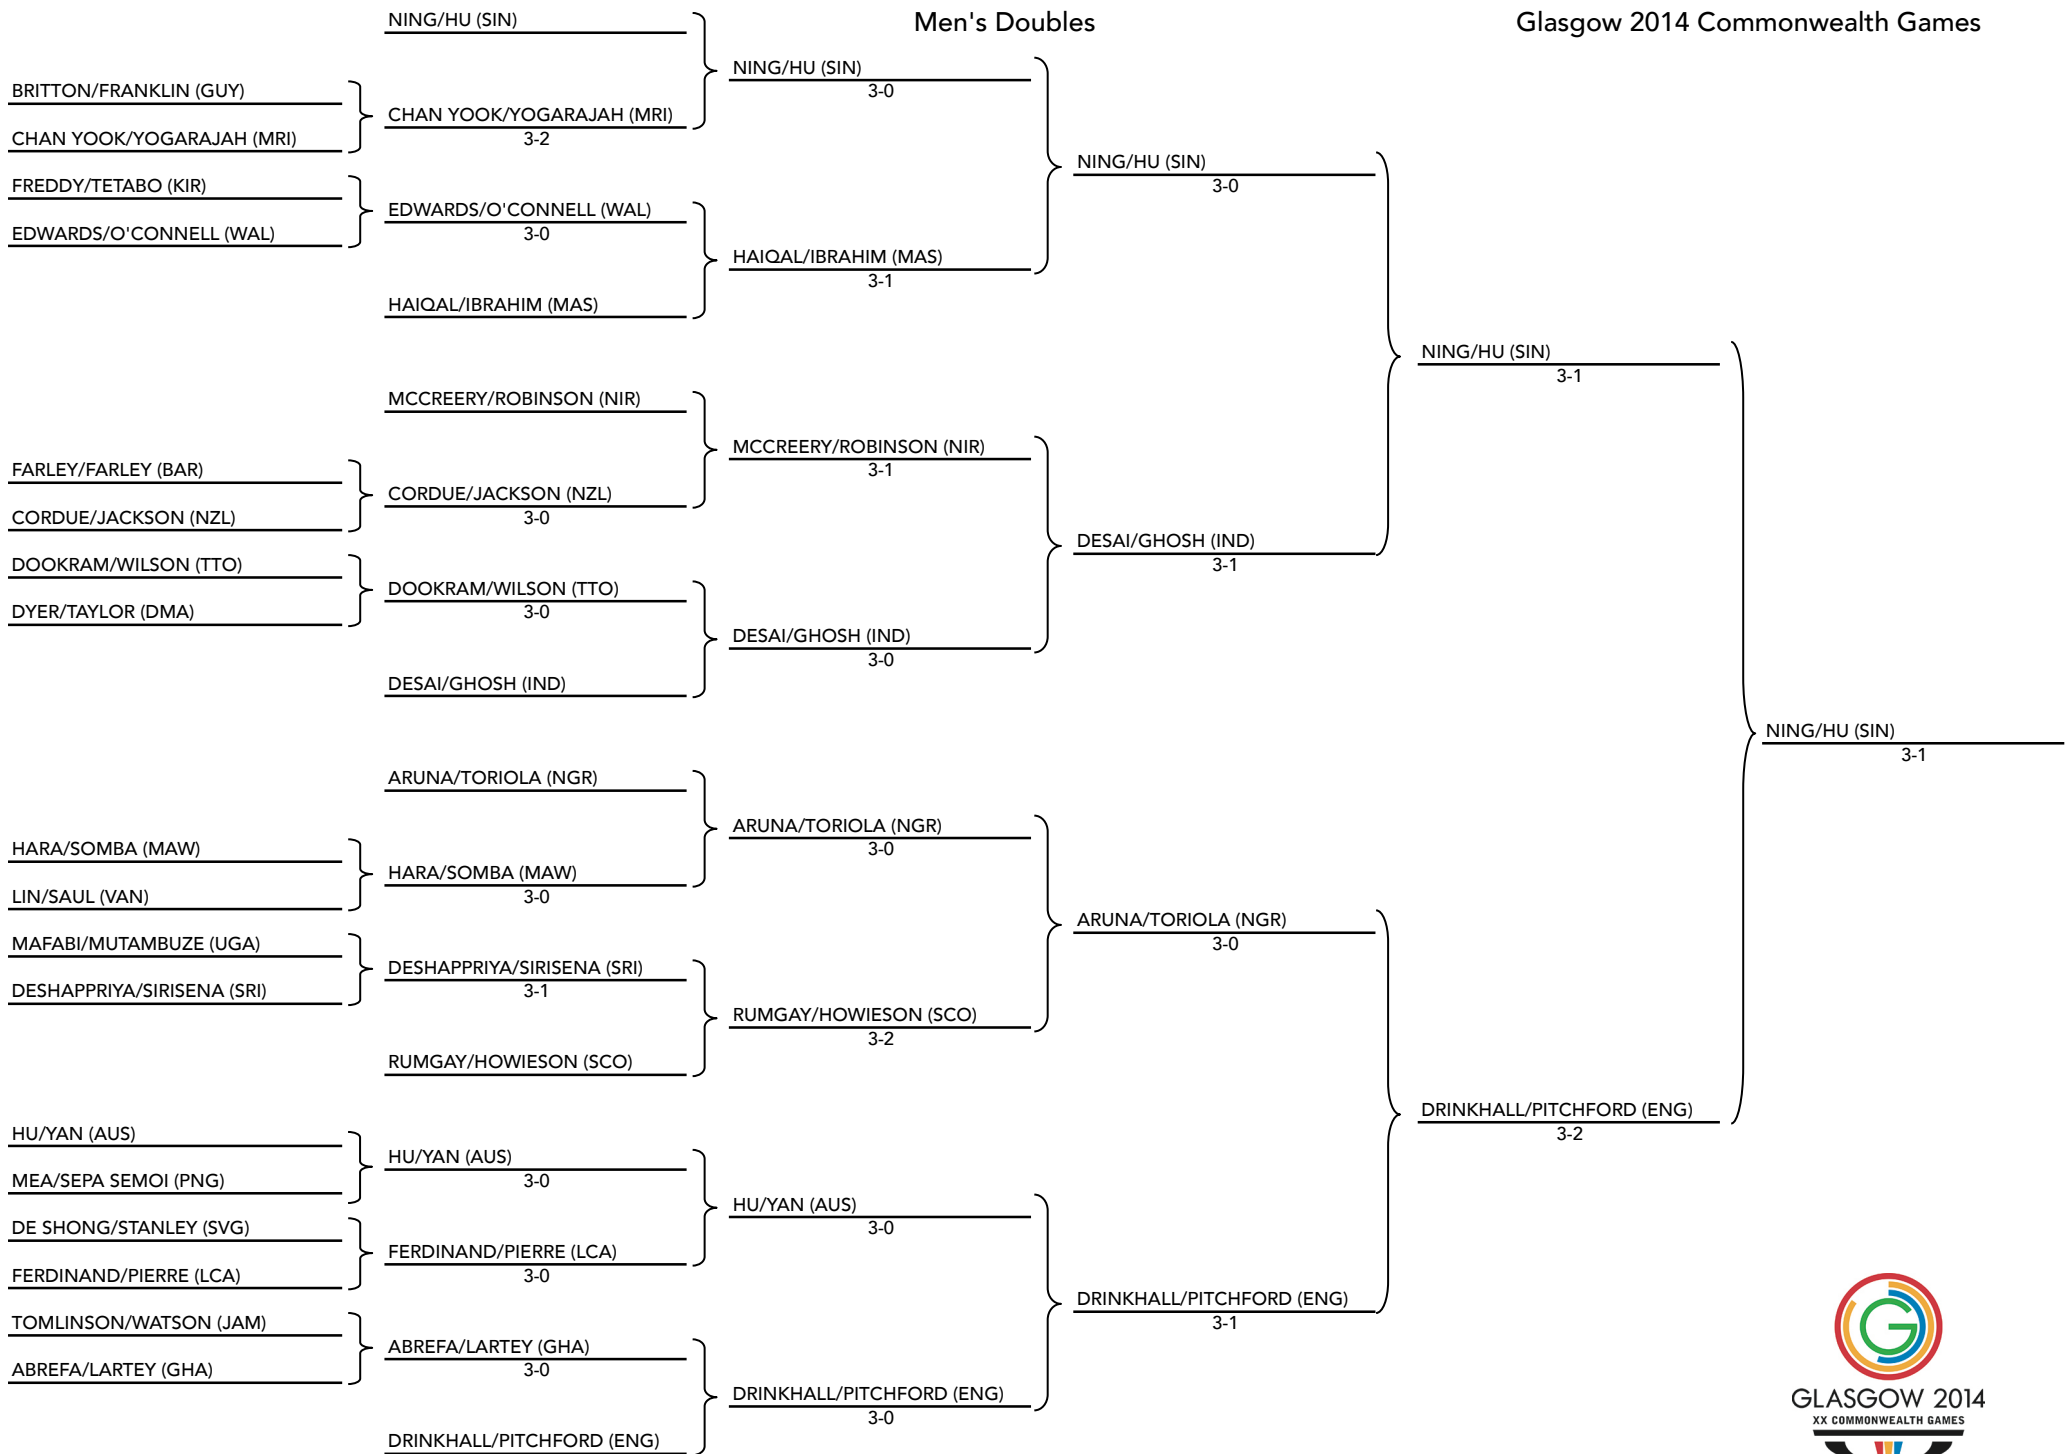 Men's Doubles
Glasgow 2014 Commonwealth Games
BRITTON/FRANKLIN (GUY)
CHAN YOOK/YOGARAJAH (MRI)
FREDDY/TETABO (KIR)
EDWARDS/O'CONNELL (WAL)
FARLEY/FARLEY (BAR)
CORDUE/JACKSON (NZL)
DOOKRAM/WILSON (TTO)
DYER/TAYLOR (DMA)
HARA/SOMBA (MAW)
LIN/SAUL (VAN)
MAFABI/MUTAMBUZE (UGA)
DESHAPPRIYA/SIRISENA (SRI)
HU/YAN (AUS)
MEA/SEPA SEMOI (PNG)
DE SHONG/STANLEY (SVG)
FERDINAND/PIERRE (LCA)
TOMLINSON/WATSON (JAM)
ABREFA/LARTEY (GHA)
NING/HU (SIN)
CHAN YOOK/YOGARAJAH (MRI)
3-2
EDWARDS/O'CONNELL (WAL)
3-0
HAIQAL/IBRAHIM (MAS)
MCCREERY/ROBINSON (NIR)
CORDUE/JACKSON (NZL)
3-0
DOOKRAM/WILSON (TTO)
3-0
DESAI/GHOSH (IND)
ARUNA/TORIOLA (NGR)
HARA/SOMBA (MAW)
3-0
DESHAPPRIYA/SIRISENA (SRI)
3-1
RUMGAY/HOWIESON (SCO)
HU/YAN (AUS)
3-0
FERDINAND/PIERRE (LCA)
3-0
ABREFA/LARTEY (GHA)
3-0
DRINKHALL/PITCHFORD (ENG)
NING/HU (SIN)
3-0
HAIQAL/IBRAHIM (MAS)
3-1
MCCREERY/ROBINSON (NIR)
3-1
DESAI/GHOSH (IND)
3-0
ARUNA/TORIOLA (NGR)
3-0
RUMGAY/HOWIESON (SCO)
3-2
HU/YAN (AUS)
3-0
DRINKHALL/PITCHFORD (ENG)
3-0
NING/HU (SIN)
3-0
DESAI/GHOSH (IND)
3-1
ARUNA/TORIOLA (NGR)
3-0
DRINKHALL/PITCHFORD (ENG)
3-1
NING/HU (SIN)
3-1
DRINKHALL/PITCHFORD (ENG)
3-2
NING/HU (SIN)
3-1
GLASGOW 2014
XX COMMONWEALTH GAMES